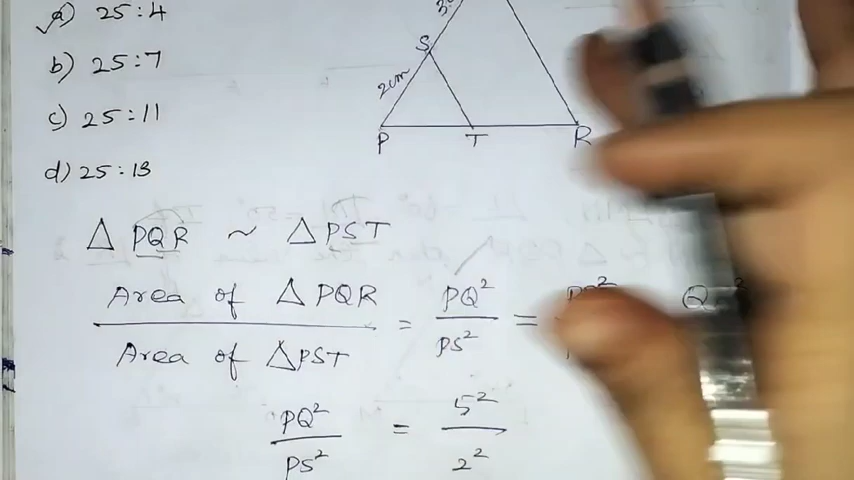 a) 25:4
b) 25:7
c) 25:11
d) 25:13
S
2cm
P T R
Δ PQR ~ Δ PST
Area of Δ PQR / Area of Δ PST = PQ² / PS² =
PQ² / PS² = 5² / 2²